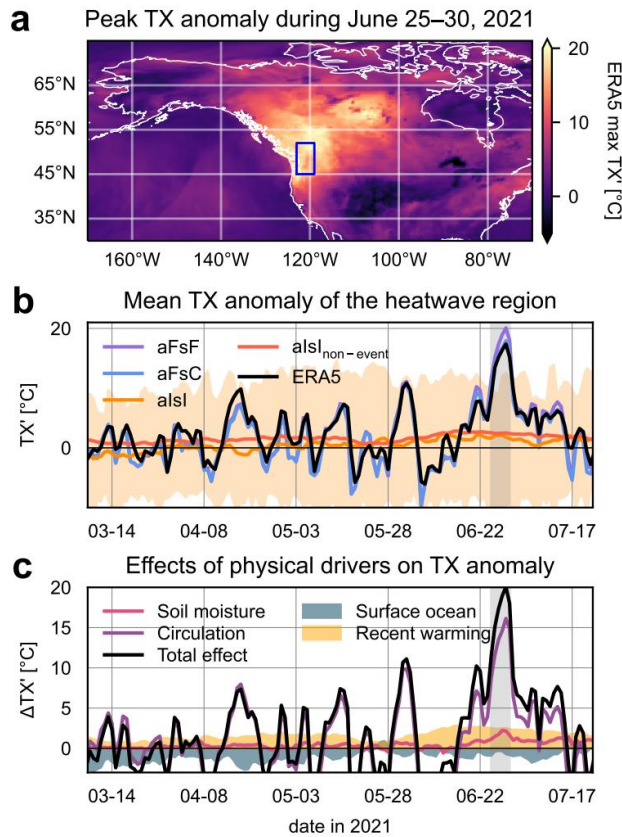 a Peak TX anomaly during June 25–30, 2021
65°N
55°N
45°N
35°N
160°W 140°W 120°W 100°W 80°W
20
10
0
ERA5 max TX′ [°C]
b Mean TX anomaly of the heatwave region
20
0
TX′ [°C]
aFsF
aFsC
aIsI
aIsI non−event
ERA5
03-14 04-08 05-03 05-28 06-22 07-17
c Effects of physical drivers on TX anomaly
20
15
10
5
0
ΔTX′ [°C]
Soil moisture
Circulation
Total effect
Surface ocean
Recent warming
03-14 04-08 05-03 05-28 06-22 07-17
date in 2021